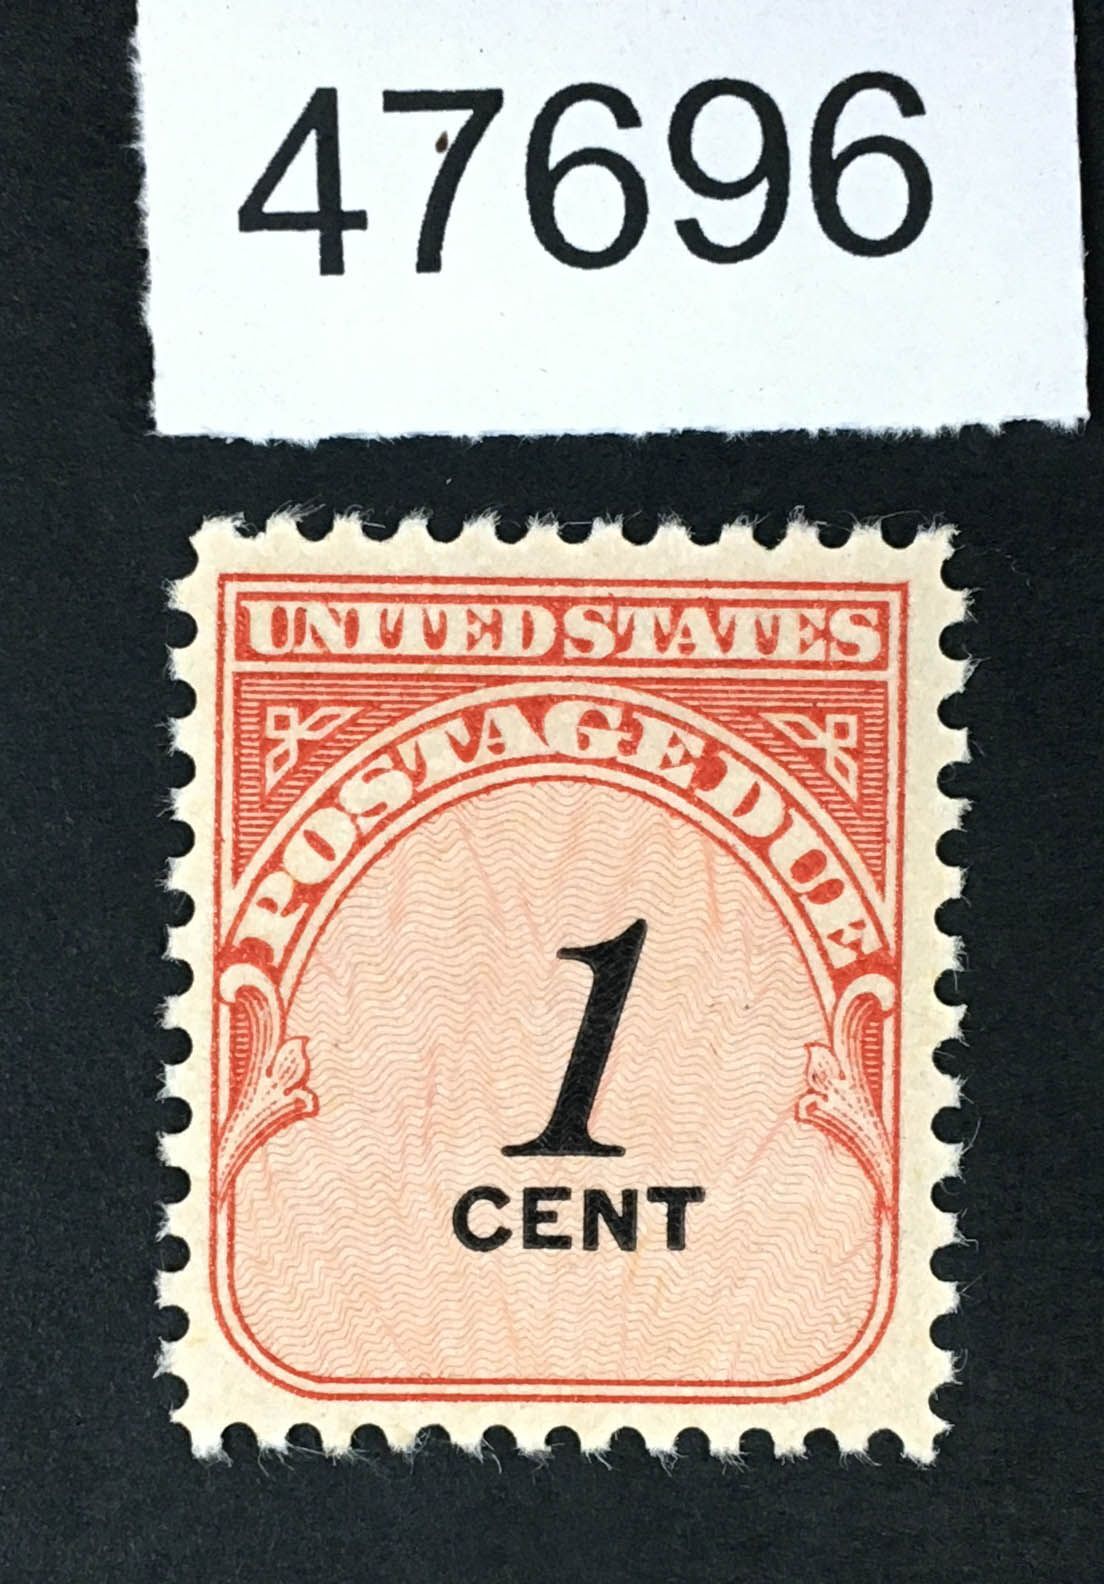 47696
UNITED STATES
POSTAGE DUE
1
CENT